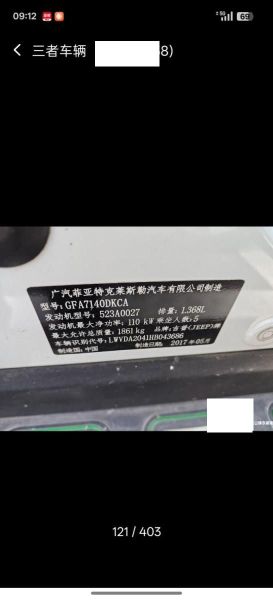 09:12
5G
69
三者车辆
8)
广汽菲亚特克莱斯勒汽车有限公司制造
型号: GFA7140DKCA
发动机型号: 523A0027 排量: 1.368L
发动机最大净功率: 110 kW 乘坐人数: 5
最大允许总质量: 1861 kg 品牌: 吉普(JEEP)牌
车辆识别代号: LWVDA2041HB043686
制造国: 中国 制造日期: 2017年05月
121 / 403